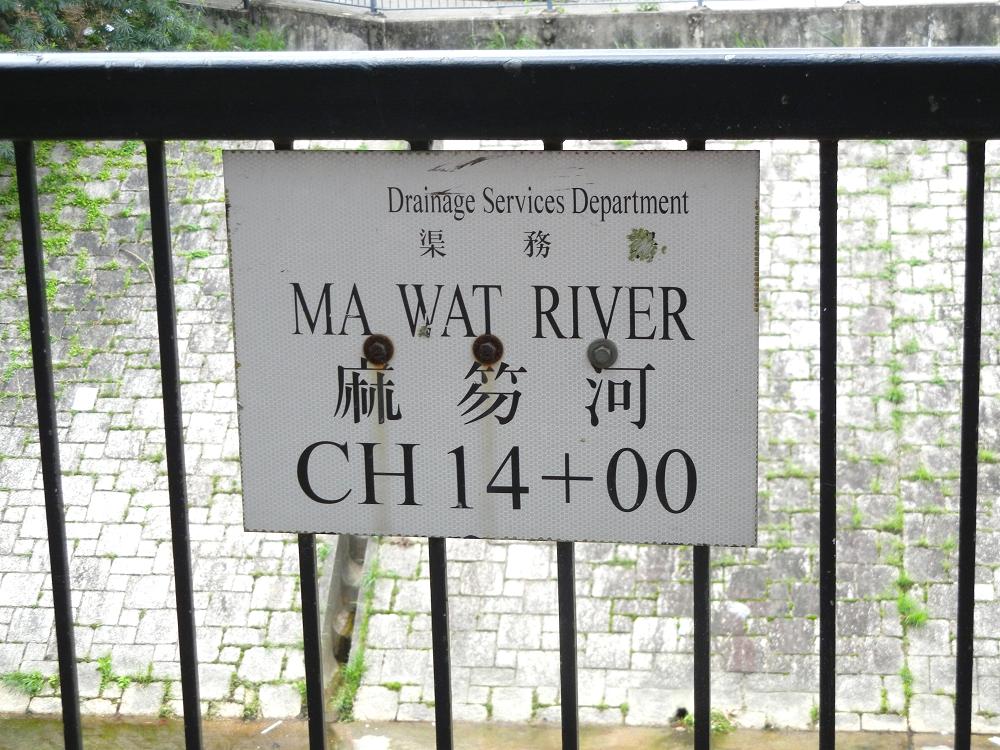 Drainage Services Department
渠務
MA WAT RIVER
麻笏河
CH 14+00